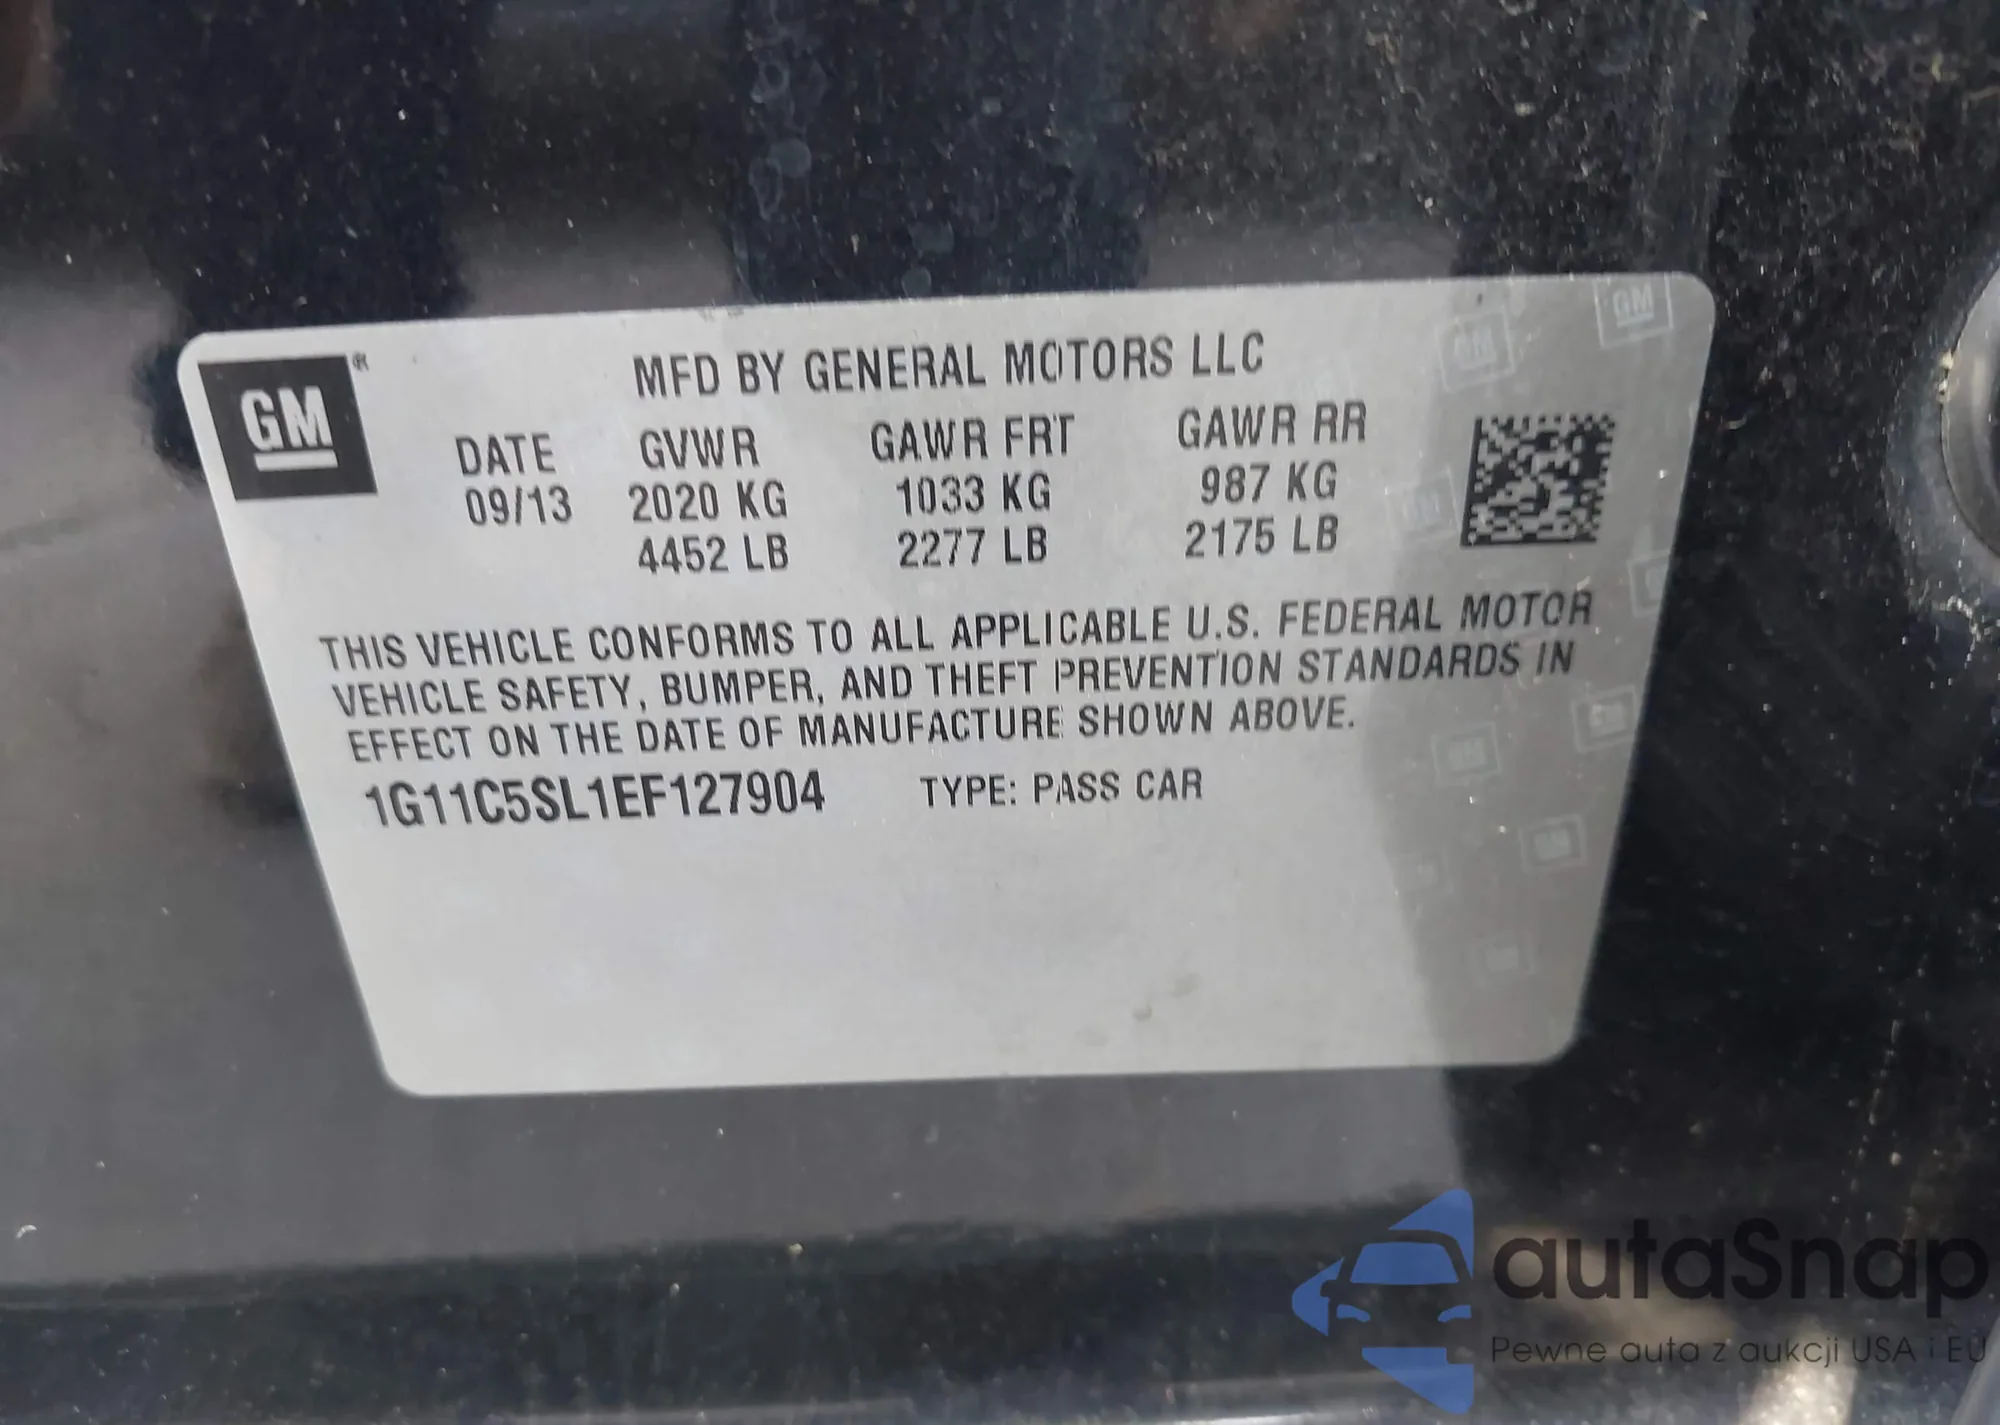 GM ®
MFD BY GENERAL MOTORS LLC
DATE GVWR GAWR FRT GAWR RR
09/13 2020 KG 1033 KG 987 KG
4452 LB 2277 LB 2175 LB
THIS VEHICLE CONFORMS TO ALL APPLICABLE U.S. FEDERAL MOTOR
VEHICLE SAFETY, BUMPER, AND THEFT PREVENTION STANDARDS IN
EFFECT ON THE DATE OF MANUFACTURE SHOWN ABOVE.
1G11C5SL1EF127904 TYPE: PASS CAR
autaSnap
Pewne auta z aukcji USA i EU